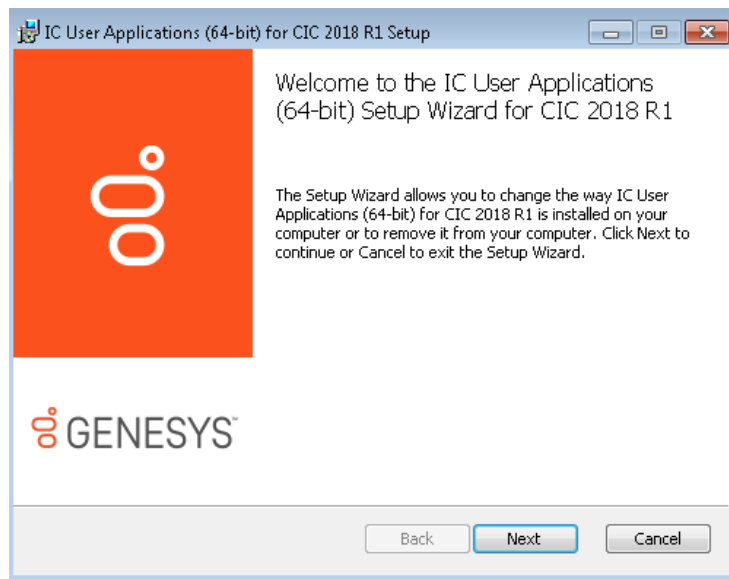 IC User Applications (64-bit) for CIC 2018 R1 Setup
Welcome to the IC User Applications
(64-bit) Setup Wizard for CIC 2018 R1
The Setup Wizard allows you to change the way IC User
Applications (64-bit) for CIC 2018 R1 is installed on your
computer or to remove it from your computer. Click Next to
continue or Cancel to exit the Setup Wizard.
GENESYS™
Back Next Cancel